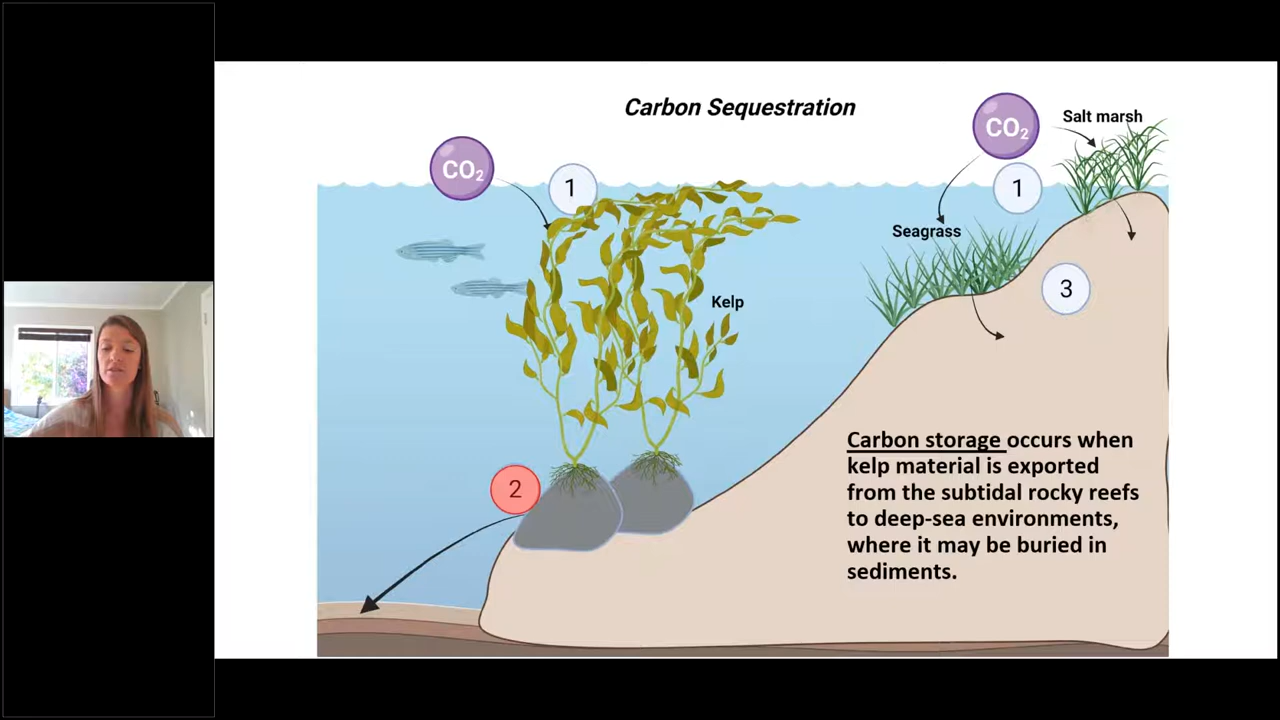 Carbon Sequestration
CO₂
1
Kelp
2
CO₂
Salt marsh
1
Seagrass
3
Carbon storage occurs when
kelp material is exported
from the subtidal rocky reefs
to deep-sea environments,
where it may be buried in
sediments.